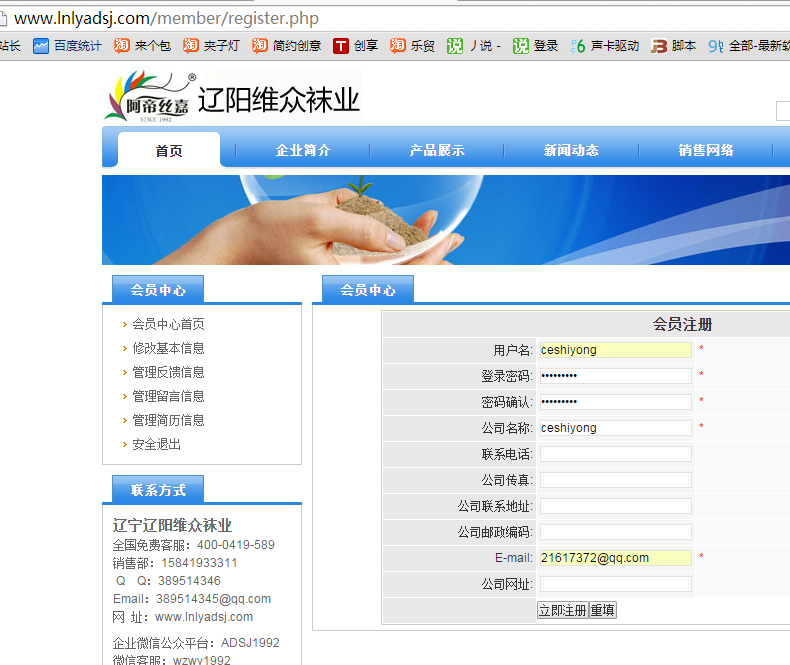 www.lnlyadsj.com/member/register.php
站长 百度统计 淘 来个包 淘 夹子灯 淘 简约创意 T 创享 淘 乐贸 说 丿说 - 说 登录 声卡驱动 脚本 全部-最新软
阿帝丝嘉 ® 辽阳维众袜业
SINCE 1992
首页 企业简介 产品展示 新闻动态 销售网络
会员中心
会员中心首页
修改基本信息
管理反馈信息
管理留言信息
管理简历信息
安全退出
联系方式
辽宁辽阳维众袜业
全国免费客服：400-0419-589
销售部：15841933311
Q Q：389514346
Email：389514345@qq.com
网 址：www.lnlyadsj.com
企业微信公众平台：ADSJ1992
微信客服：wzwy1992
会员中心
会员注册
用户名: ceshiyong *
登录密码: ••••••••• *
密码确认: ••••••••• *
公司名称: ceshiyong *
联系电话:
公司传真:
公司联系地址:
公司邮政编码:
E-mail: 21617372@qq.com *
公司网址:
立即注册 重填